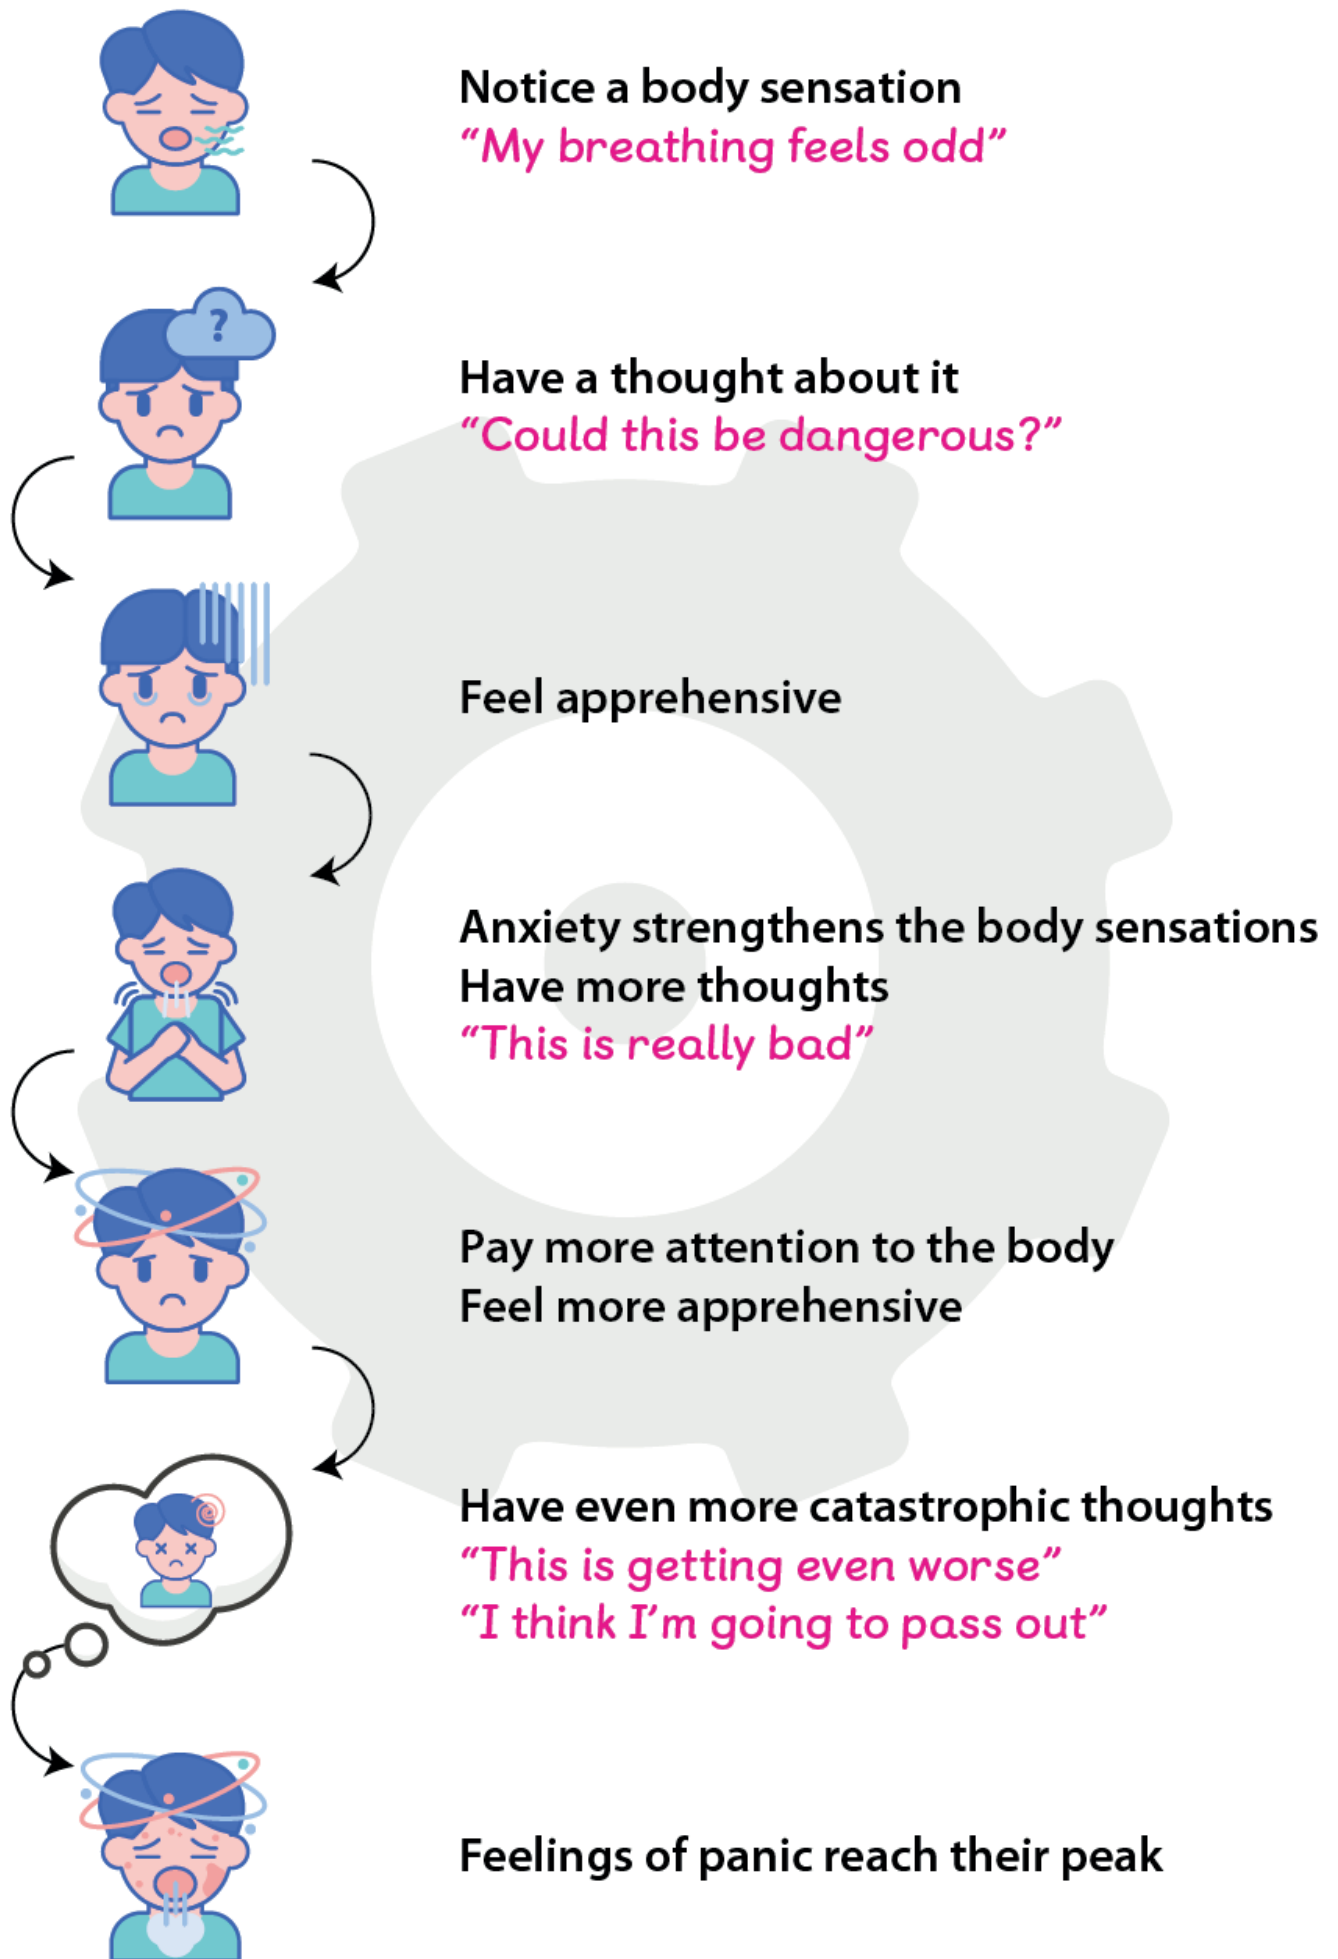 Notice a body sensation
“My breathing feels odd”
?
Have a thought about it
“Could this be dangerous?”
Feel apprehensive
Anxiety strengthens the body sensations
Have more thoughts
“This is really bad”
Pay more attention to the body
Feel more apprehensive
Have even more catastrophic thoughts
“This is getting even worse”
“I think I’m going to pass out”
Feelings of panic reach their peak